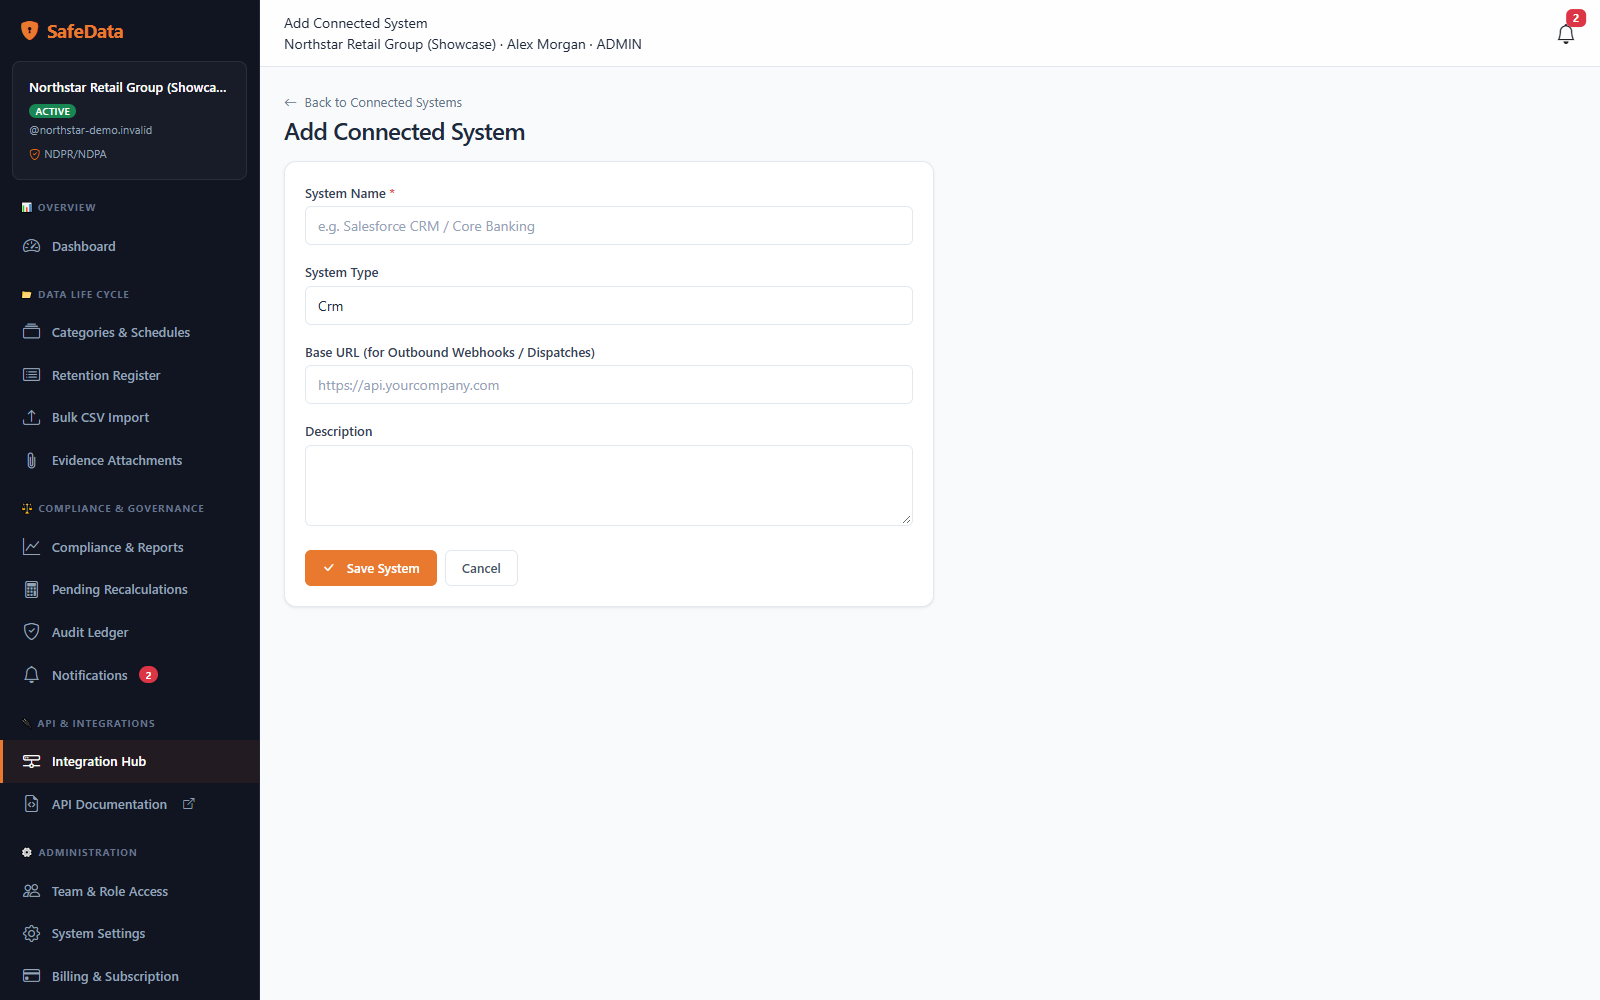 SafeData
Northstar Retail Group (Showca...
ACTIVE
@northstar-demo.invalid
NDPR/NDPA
OVERVIEW
Dashboard
DATA LIFE CYCLE
Categories & Schedules
Retention Register
Bulk CSV Import
Evidence Attachments
COMPLIANCE & GOVERNANCE
Compliance & Reports
Pending Recalculations
Audit Ledger
Notifications 2
API & INTEGRATIONS
Integration Hub
API Documentation
ADMINISTRATION
Team & Role Access
System Settings
Billing & Subscription
Add Connected System
Northstar Retail Group (Showcase) · Alex Morgan · ADMIN
2
← Back to Connected Systems
Add Connected System
System Name *
e.g. Salesforce CRM / Core Banking
System Type
Crm
Base URL (for Outbound Webhooks / Dispatches)
https://api.yourcompany.com
Description
Save System
Cancel